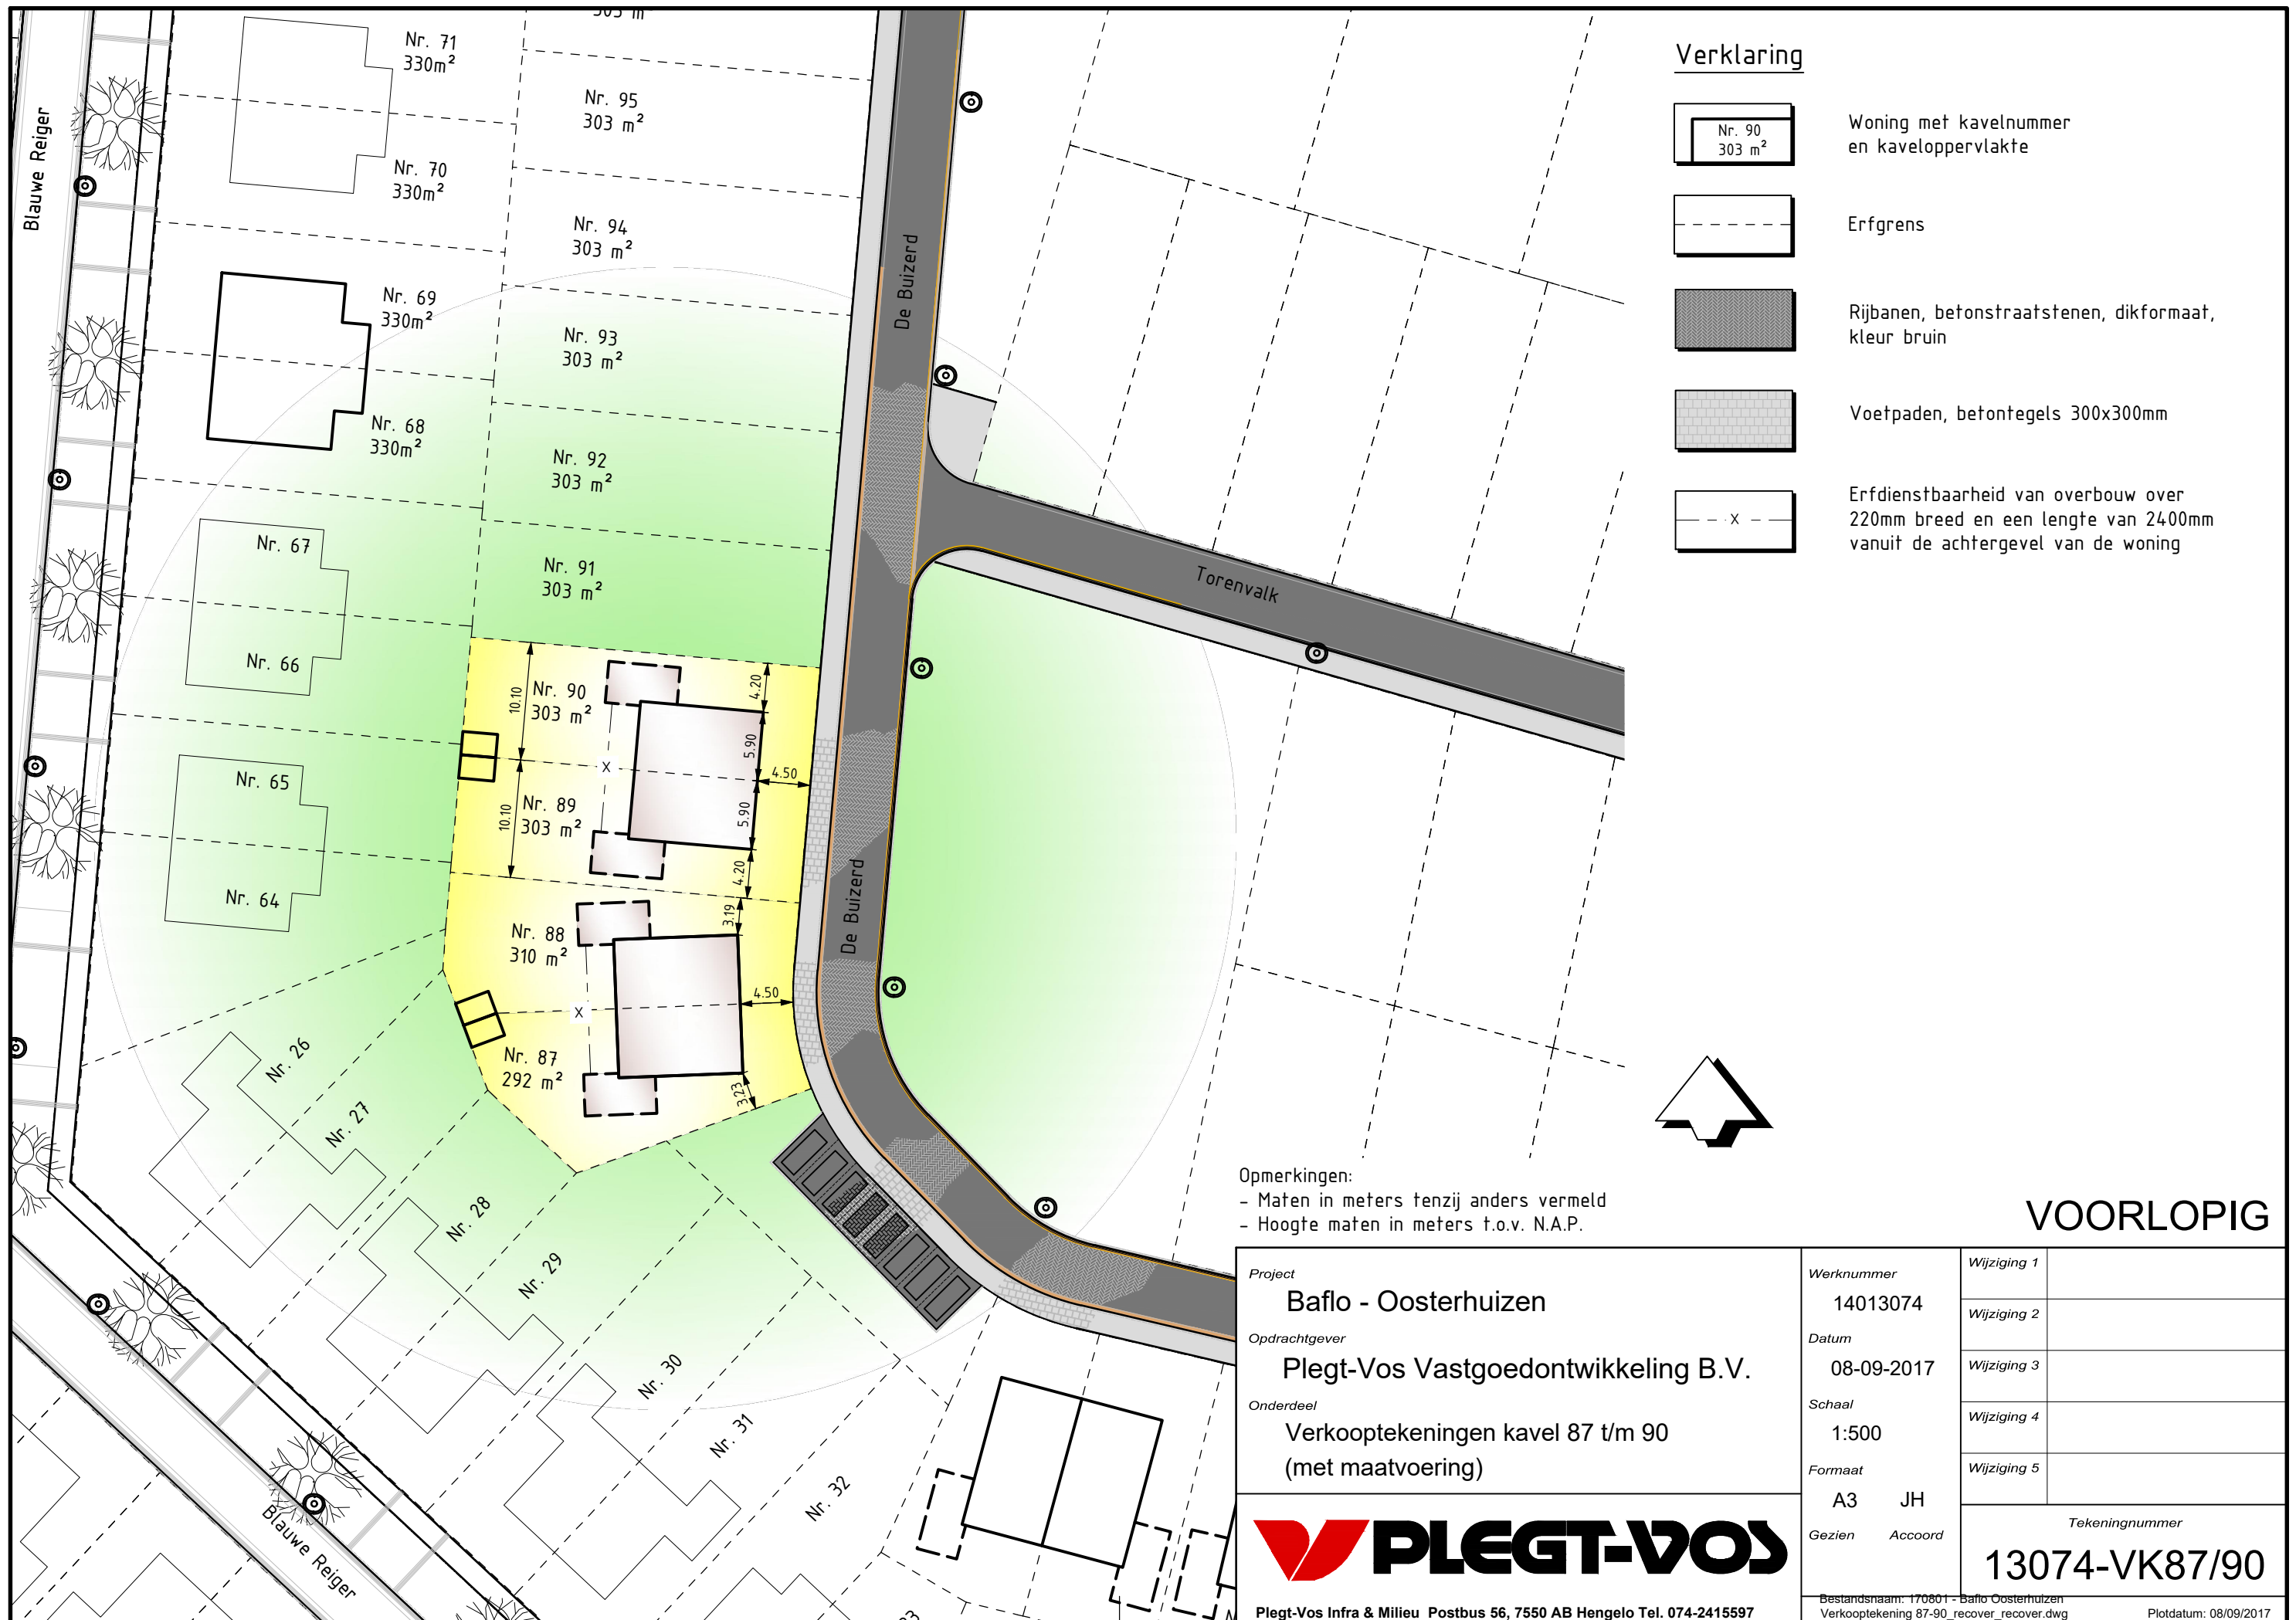 Blauwe Reiger
Nr. 71
330m²
Nr. 70
330m²
Nr. 69
330m²
Nr. 68
330m²
Nr. 67
Nr. 66
Nr. 65
Nr. 64
303 m²
Nr. 95
303 m²
Nr. 94
303 m²
Nr. 93
303 m²
Nr. 92
303 m²
Nr. 91
303 m²
Nr. 90
303 m²
Nr. 89
303 m²
Nr. 88
310 m²
Nr. 87
292 m²
10.10
10.10
4.20
5.90
4.50
5.90
4.20
3.19
4.50
3.23
X
X
De Buizerd
De Buizerd
Torenvalk
Nr. 26
Nr. 27
Nr. 28
Nr. 29
Nr. 30
Nr. 31
Nr. 32
Blauwe Reiger
Verklaring
Nr. 90
303 m²
Woning met kavelnummer
en kaveloppervlakte
Erfgrens
Rijbanen, betonstraatstenen, dikformaat,
kleur bruin
Voetpaden, betontegels 300x300mm
X
Erfdienstbaarheid van overbouw over
220mm breed en een lengte van 2400mm
vanuit de achtergevel van de woning
Opmerkingen:
- Maten in meters tenzij anders vermeld
- Hoogte maten in meters t.o.v. N.A.P.
VOORLOPIG
Project
Baflo - Oosterhuizen
Opdrachtgever
Plegt-Vos Vastgoedontwikkeling B.V.
Onderdeel
Verkooptekeningen kavel 87 t/m 90
(met maatvoering)
PLEGT-VOS
Plegt-Vos Infra & Milieu Postbus 56, 7550 AB Hengelo Tel. 074-2415597
Werknummer
14013074
Datum
08-09-2017
Schaal
1:500
Formaat
A3 JH
Gezien Accoord
Wijziging 1
Wijziging 2
Wijziging 3
Wijziging 4
Wijziging 5
Tekeningnummer
13074-VK87/90
Bestandsnaam: 170801 - Baflo Oosterhuizen
Verkooptekening 87-90_recover_recover.dwg Plotdatum: 08/09/2017